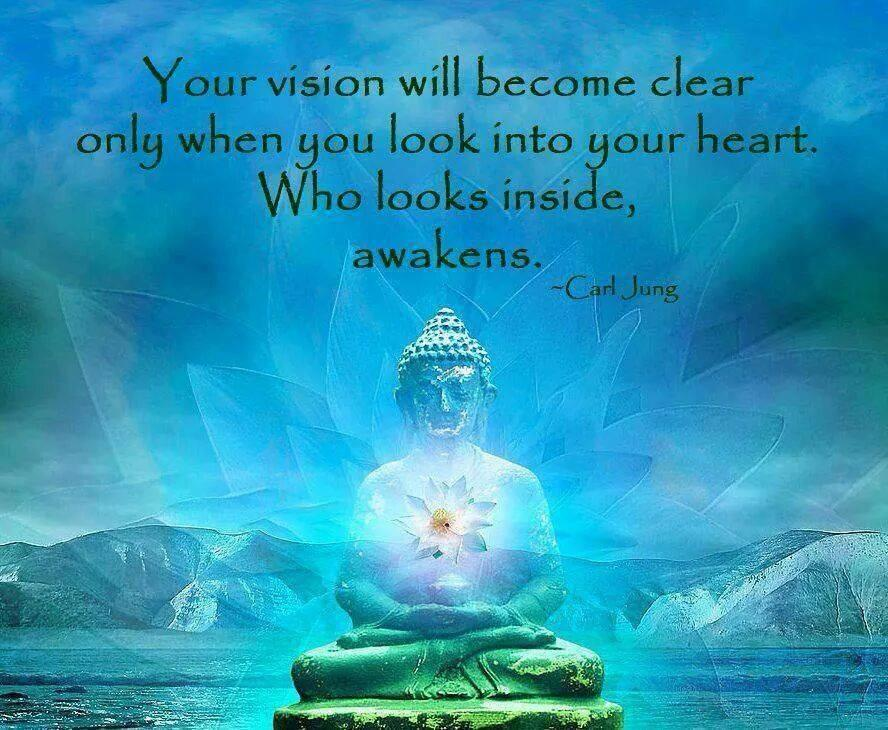 Your vision will become clear
only when you look into your heart.
Who looks inside,
awakens.
~Carl Jung